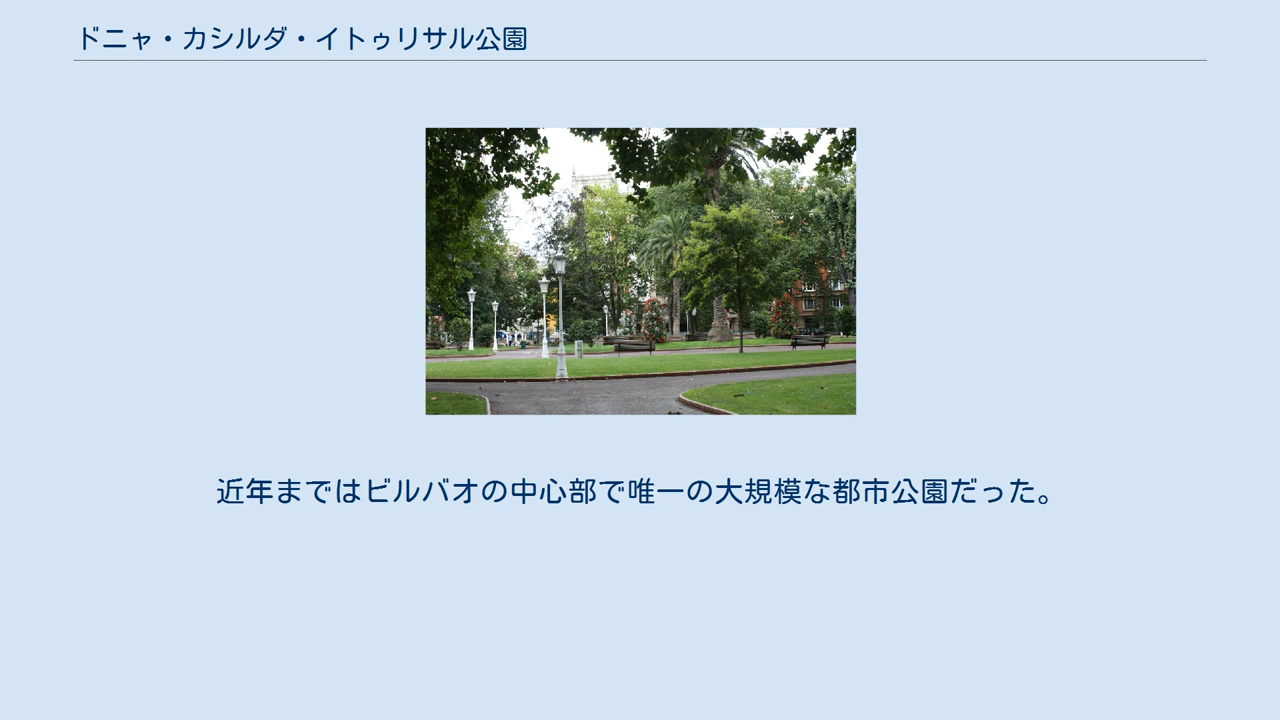 ドニャ・カシルダ・イトゥリサル公園
近年まではビルバオの中心部で唯一の大規模な都市公園だった。